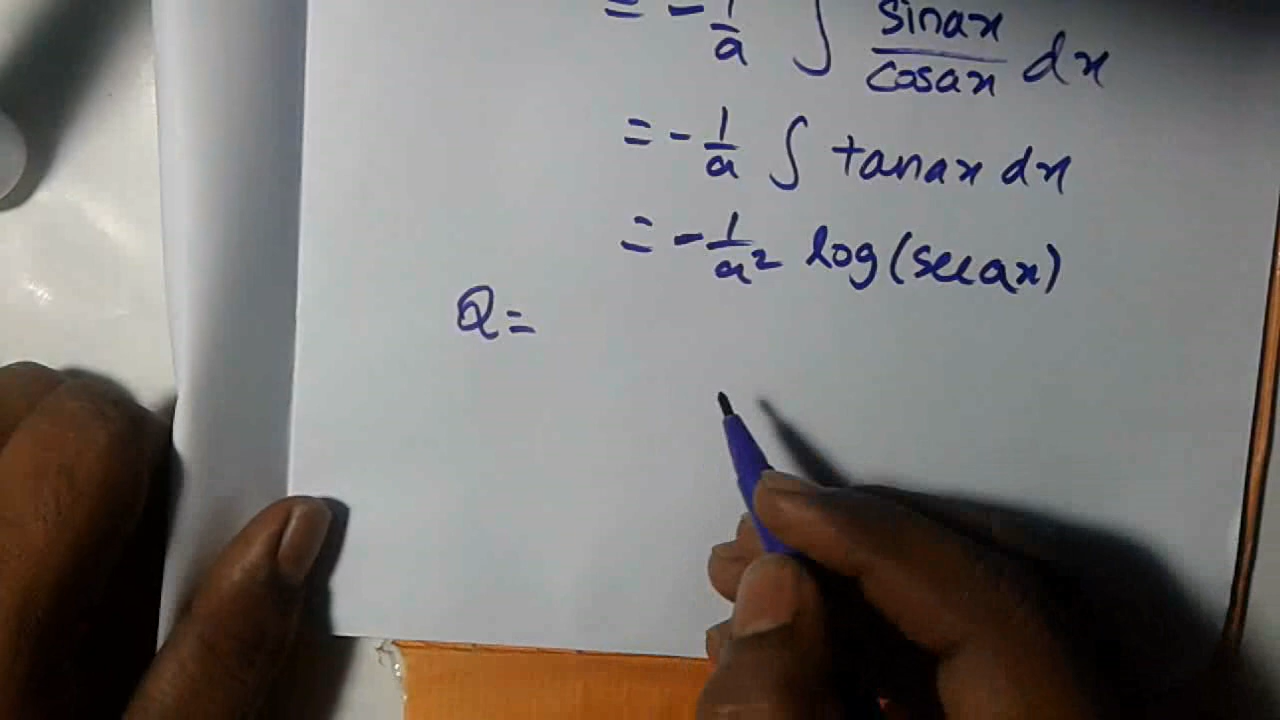 = - 1/a ∫ sinax/cosax dx
= - 1/a ∫ tanax dx
= - 1/a² log(secax)
Q =